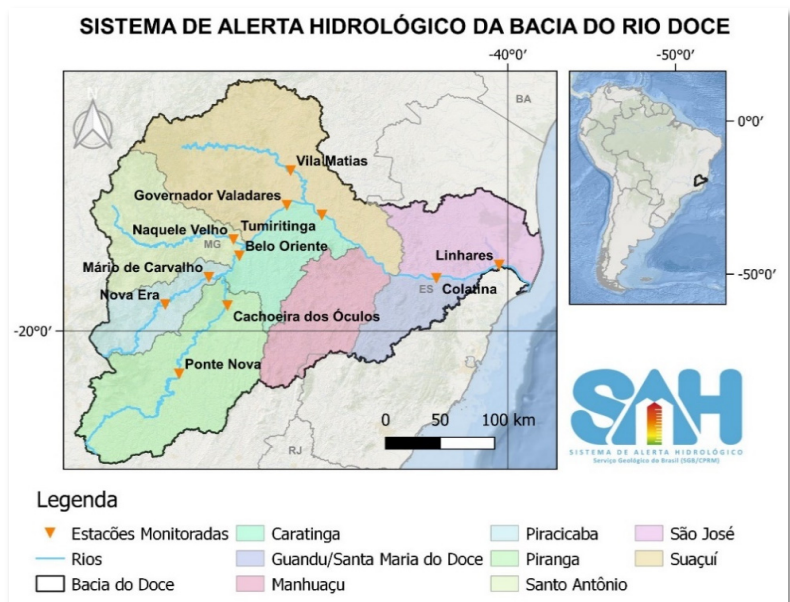 SISTEMA DE ALERTA HIDROLÓGICO DA BACIA DO RIO DOCE
-40°0′
-50°0′
N
BA
0°0′
Vila Matias
Governador Valadares
Naquele Velho
Tumiritinga
MG
Belo Oriente
Linhares
Mário de Carvalho
Nova Era
ES
Colatina
-50°0′
Cachoeira dos Óculos
-20°0′
Ponte Nova
0 50 100 km
SAH
SISTEMA DE ALERTA HIDROLÓGICO
Serviço Geológico do Brasil (SGB/CPRM)
RJ
Legenda
Estacões Monitoradas
Caratinga
Piracicaba
São José
Rios
Guandu/Santa Maria do Doce
Piranga
Suaçuí
Bacia do Doce
Manhuaçu
Santo Antônio